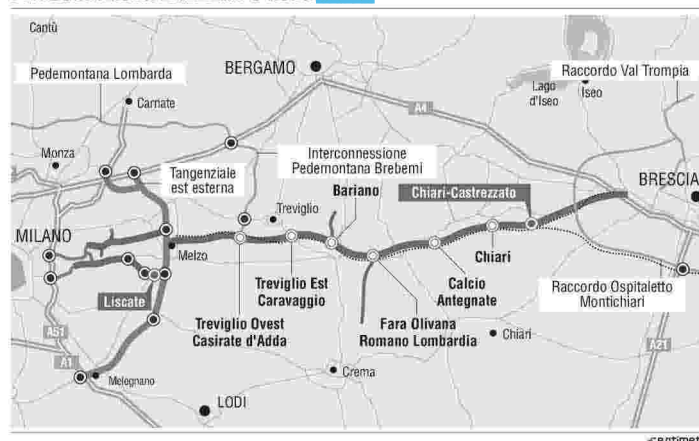 Cantù
Pedemontana Lombarda
BERGAMO
Raccordo Val Trompia
Lago
d'Iseo
Iseo
Carnate
A4
Monza
Interconnessione
Pedemontana Brebemi
Tangenziale
est esterna
Bariano
Chiari-Castrezzato
BRESCIA
Treviglio
MILANO
Melzo
Chiari
Treviglio Est
Caravaggio
Calcio
Antegnate
Raccordo Ospitaletto
Montichiari
Liscate
Treviglio Ovest
Casirate d'Adda
Fara Olivana
Romano Lombardia
Chiari
A51
A21
A1
Melegnano
Crema
LODI